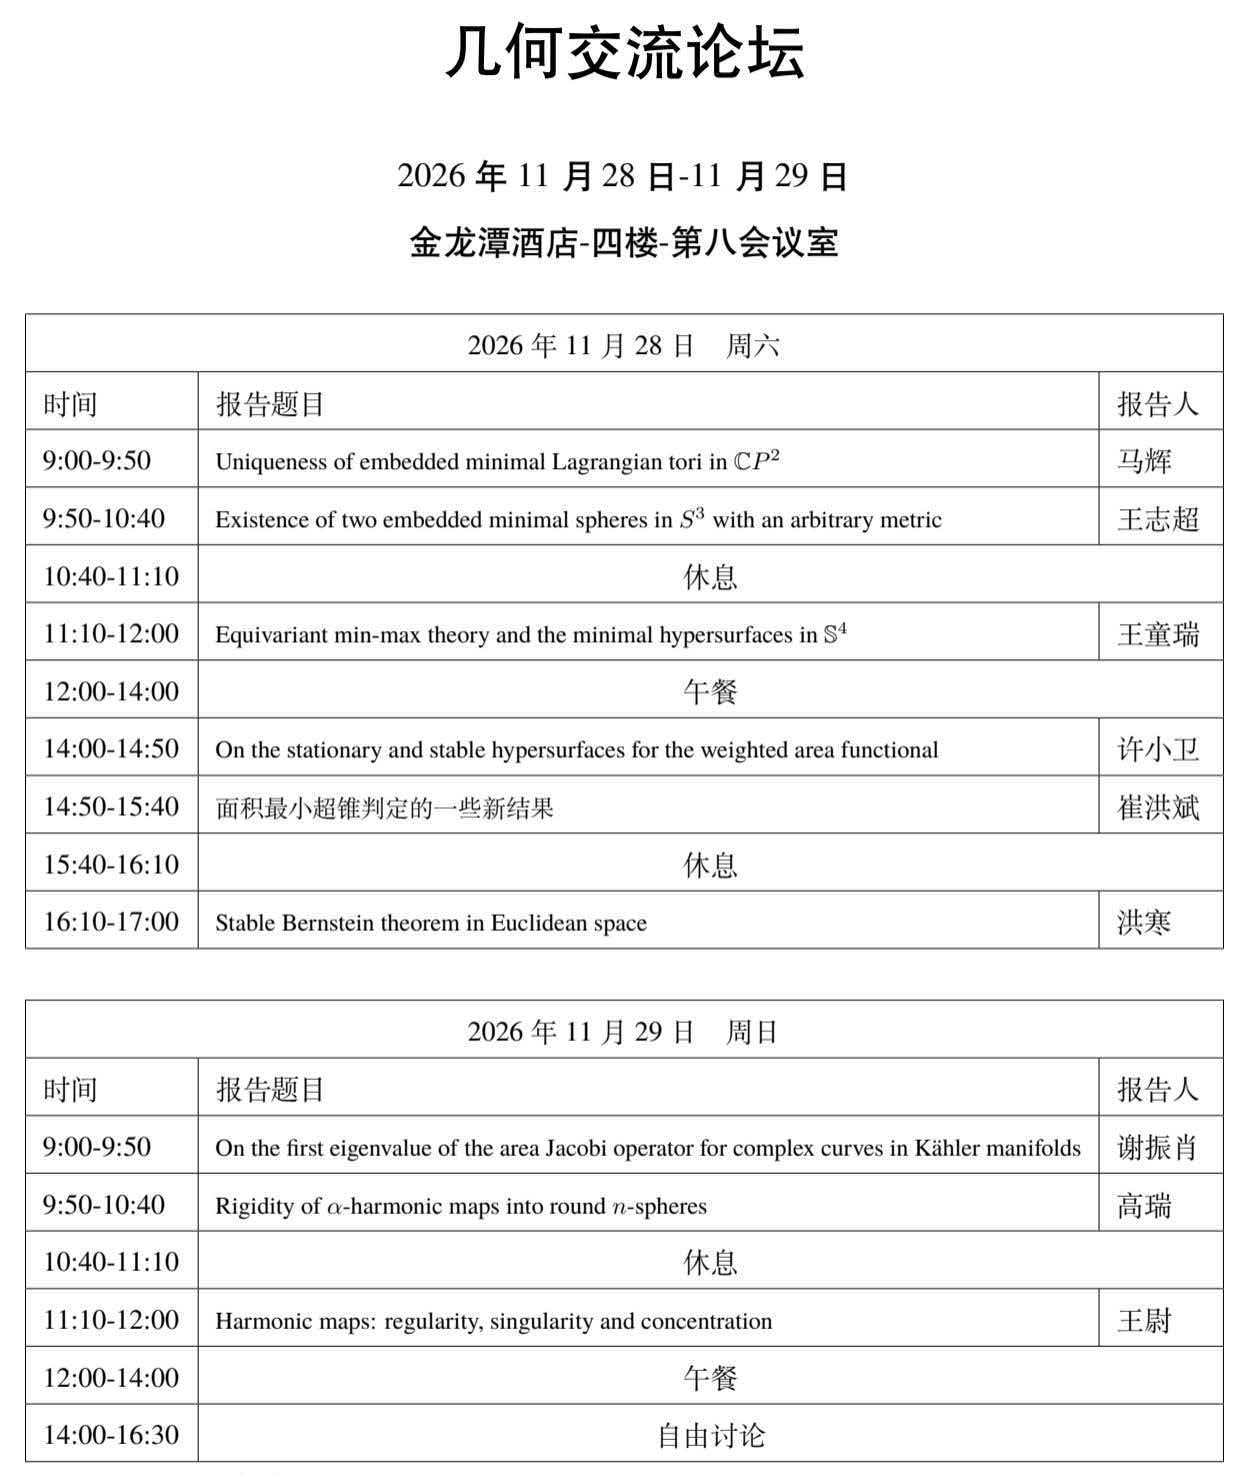 几何交流论坛
2026 年 11 月 28 日-11 月 29 日
金龙潭酒店-四楼-第八会议室
2026 年 11 月 28 日 周六
时间 报告题目 报告人
9:00-9:50 Uniqueness of embedded minimal Lagrangian tori in ℂP² 马辉
9:50-10:40 Existence of two embedded minimal spheres in S³ with an arbitrary metric 王志超
10:40-11:10 休息
11:10-12:00 Equivariant min-max theory and the minimal hypersurfaces in 𝕊⁴ 王童瑞
12:00-14:00 午餐
14:00-14:50 On the stationary and stable hypersurfaces for the weighted area functional 许小卫
14:50-15:40 面积最小超锥判定的一些新结果 崔洪斌
15:40-16:10 休息
16:10-17:00 Stable Bernstein theorem in Euclidean space 洪寒
2026 年 11 月 29 日 周日
时间 报告题目 报告人
9:00-9:50 On the first eigenvalue of the area Jacobi operator for complex curves in Kähler manifolds 谢振肖
9:50-10:40 Rigidity of α-harmonic maps into round n-spheres 高瑞
10:40-11:10 休息
11:10-12:00 Harmonic maps: regularity, singularity and concentration 王尉
12:00-14:00 午餐
14:00-16:30 自由讨论